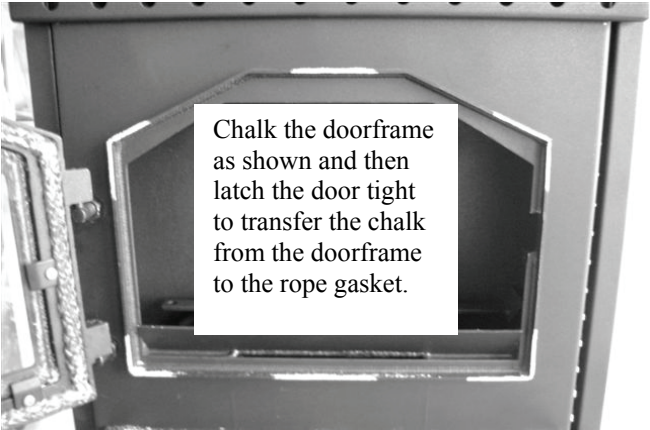 Chalk the doorframe
as shown and then
latch the door tight
to transfer the chalk
from the doorframe
to the rope gasket.